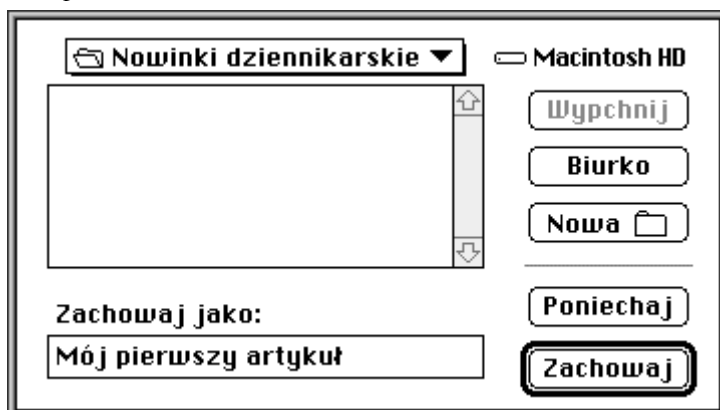 Nowinki dziennikarskie
Macintosh HD
Wypchnij
Biurko
Nowa
Zachowaj jako:
Poniechaj
Mój pierwszy artykuł
Zachowaj